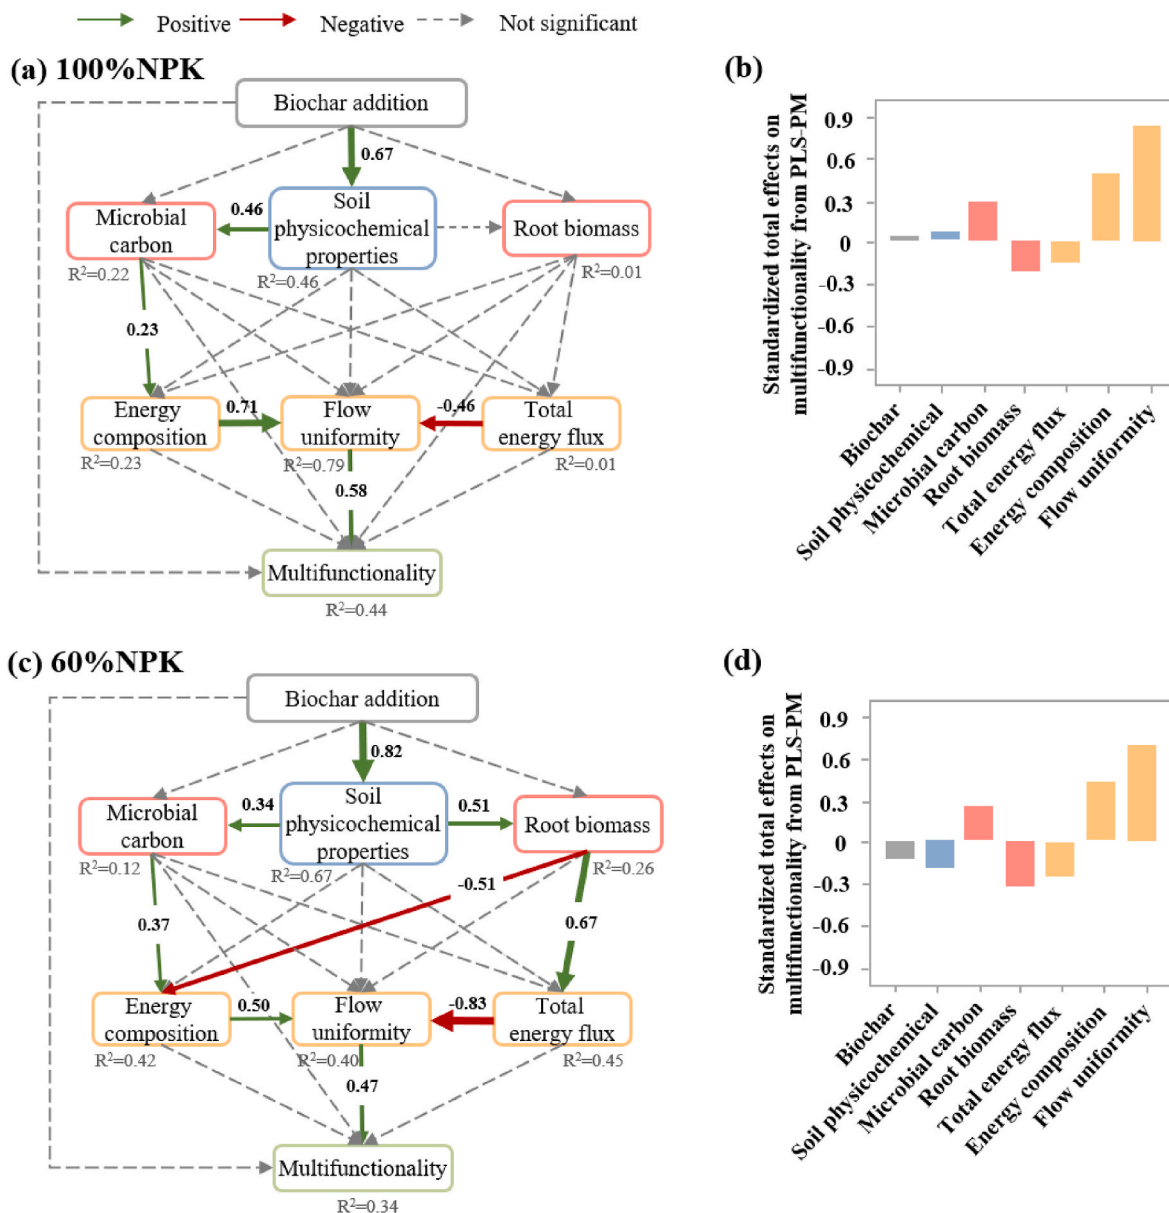 Positive Negative Not significant
(a) 100%NPK
Biochar addition
0.67
Microbial
carbon
R²=0.22
0.46
Soil
physicochemical
properties
R²=0.46
Root biomass
R²=0.01
0.23
Energy
composition
R²=0.23
0.71
Flow
uniformity
R²=0.79
-0.46
Total
energy flux
R²=0.01
0.58
Multifunctionality
R²=0.44
(b)
Standardized total effects on
multifunctionality from PLS-PM
0.9
0.6
0.3
0
-0.3
-0.6
-0.9
Biochar
Soil physicochemical
Microbial carbon
Root biomass
Total energy flux
Energy composition
Flow uniformity
(c) 60%NPK
Biochar addition
0.82
Microbial
carbon
R²=0.12
0.34
Soil
physicochemical
properties
R²=0.67
0.51
Root biomass
R²=0.26
-0.51
0.37
0.67
Energy
composition
R²=0.42
0.50
Flow
uniformity
R²=0.40
-0.83
Total
energy flux
R²=0.45
0.47
Multifunctionality
R²=0.34
(d)
Standardized total effects on
multifunctionality from PLS-PM
0.9
0.6
0.3
0
-0.3
-0.6
-0.9
Biochar
Soil physicochemical
Microbial carbon
Root biomass
Total energy flux
Energy composition
Flow uniformity